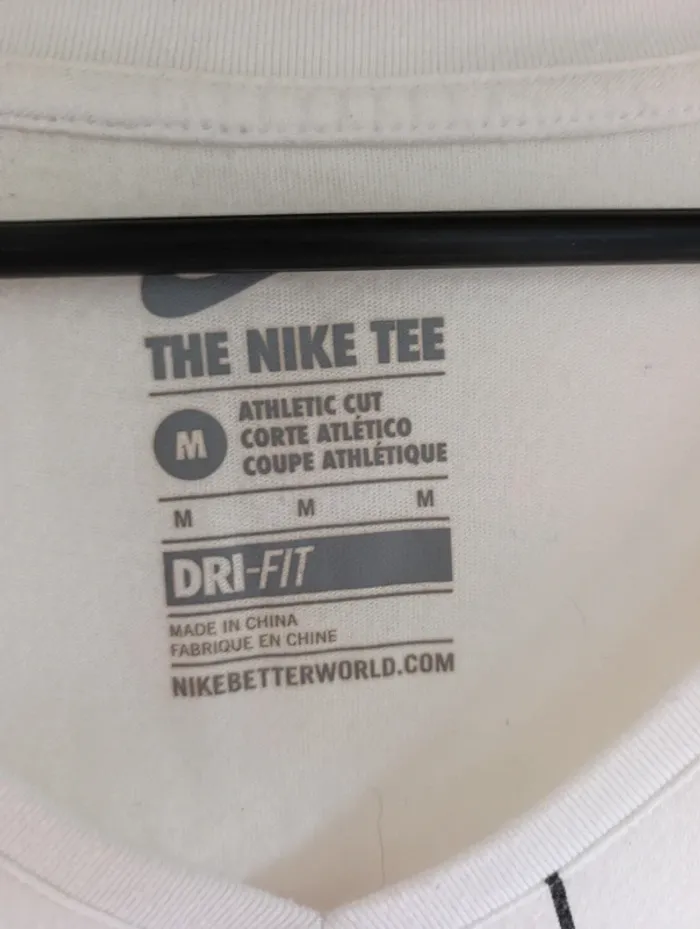 THE NIKE TEE
M
ATHLETIC CUT
CORTE ATLÉTICO
COUPE ATHLÉTIQUE
M M M
DRI-FIT
MADE IN CHINA
FABRIQUE EN CHINE
NIKEBETTERWORLD.COM